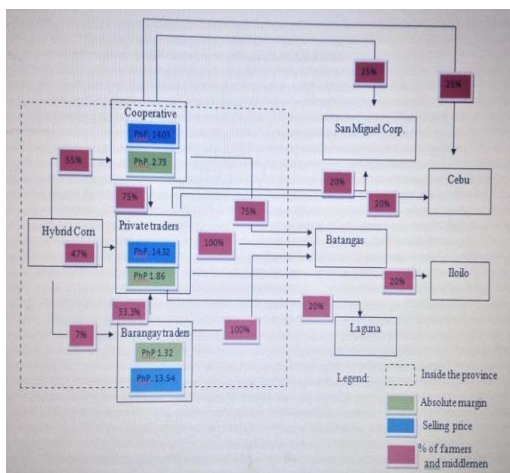 25%
25%
Cooperative
PhP. 14.03
PhP. 2.73
San Miguel Corp.
55%
Cebu
75%
20%
20%
75%
Hybrid Corn
47%
Private traders
PhP. 14.32
PhP 1.86
100%
Batangas
Iloilo
20%
33.3%
20%
7%
Barangay traders
100%
Laguna
PhP 1.32
PhP. 13.54
Legend:
Inside the province
Absolute margin
Selling price
% of farmers
and middlemen